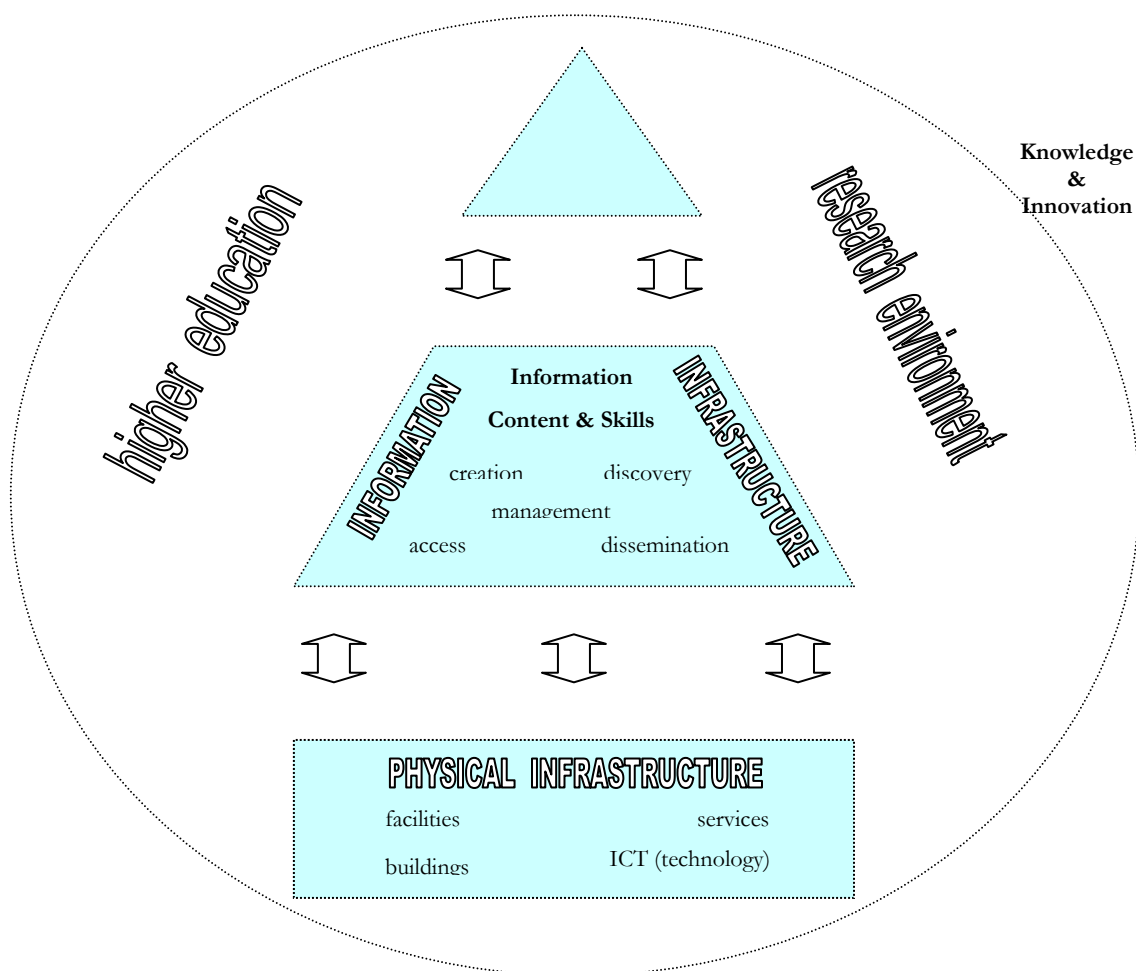 Knowledge
&
Innovation
higher education
research environment
Information
Content & Skills
INFORMATION
INFRASTRUCTURE
creation discovery
management
access dissemination
PHYSICAL INFRASTRUCTURE
facilities services
buildings ICT (technology)